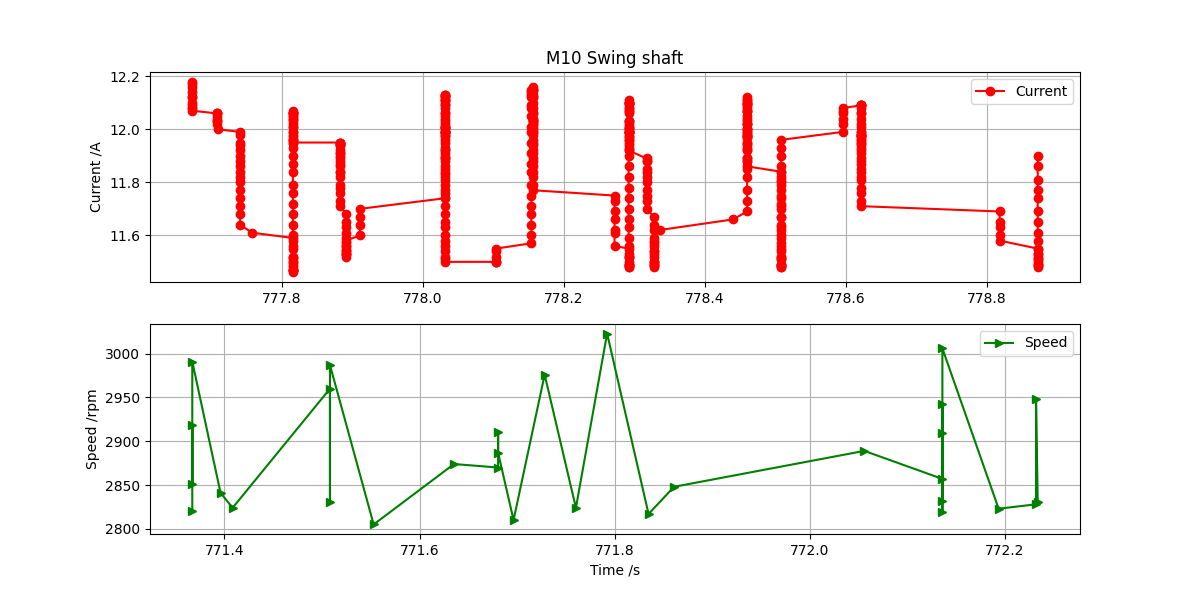 M10 Swing shaft
12.2
12.0
11.8
11.6
Current /A
Current
777.8 778.0 778.2 778.4 778.6 778.8
3000
2950
2900
2850
2800
Speed /rpm
Speed
771.4 771.6 771.8 772.0 772.2
Time /s